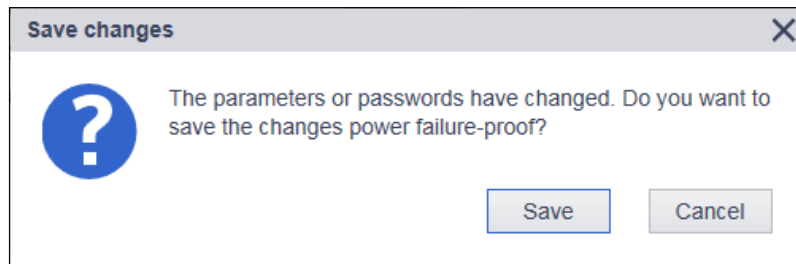 Save changes
The parameters or passwords have changed. Do you want to
save the changes power failure-proof?
Save
Cancel